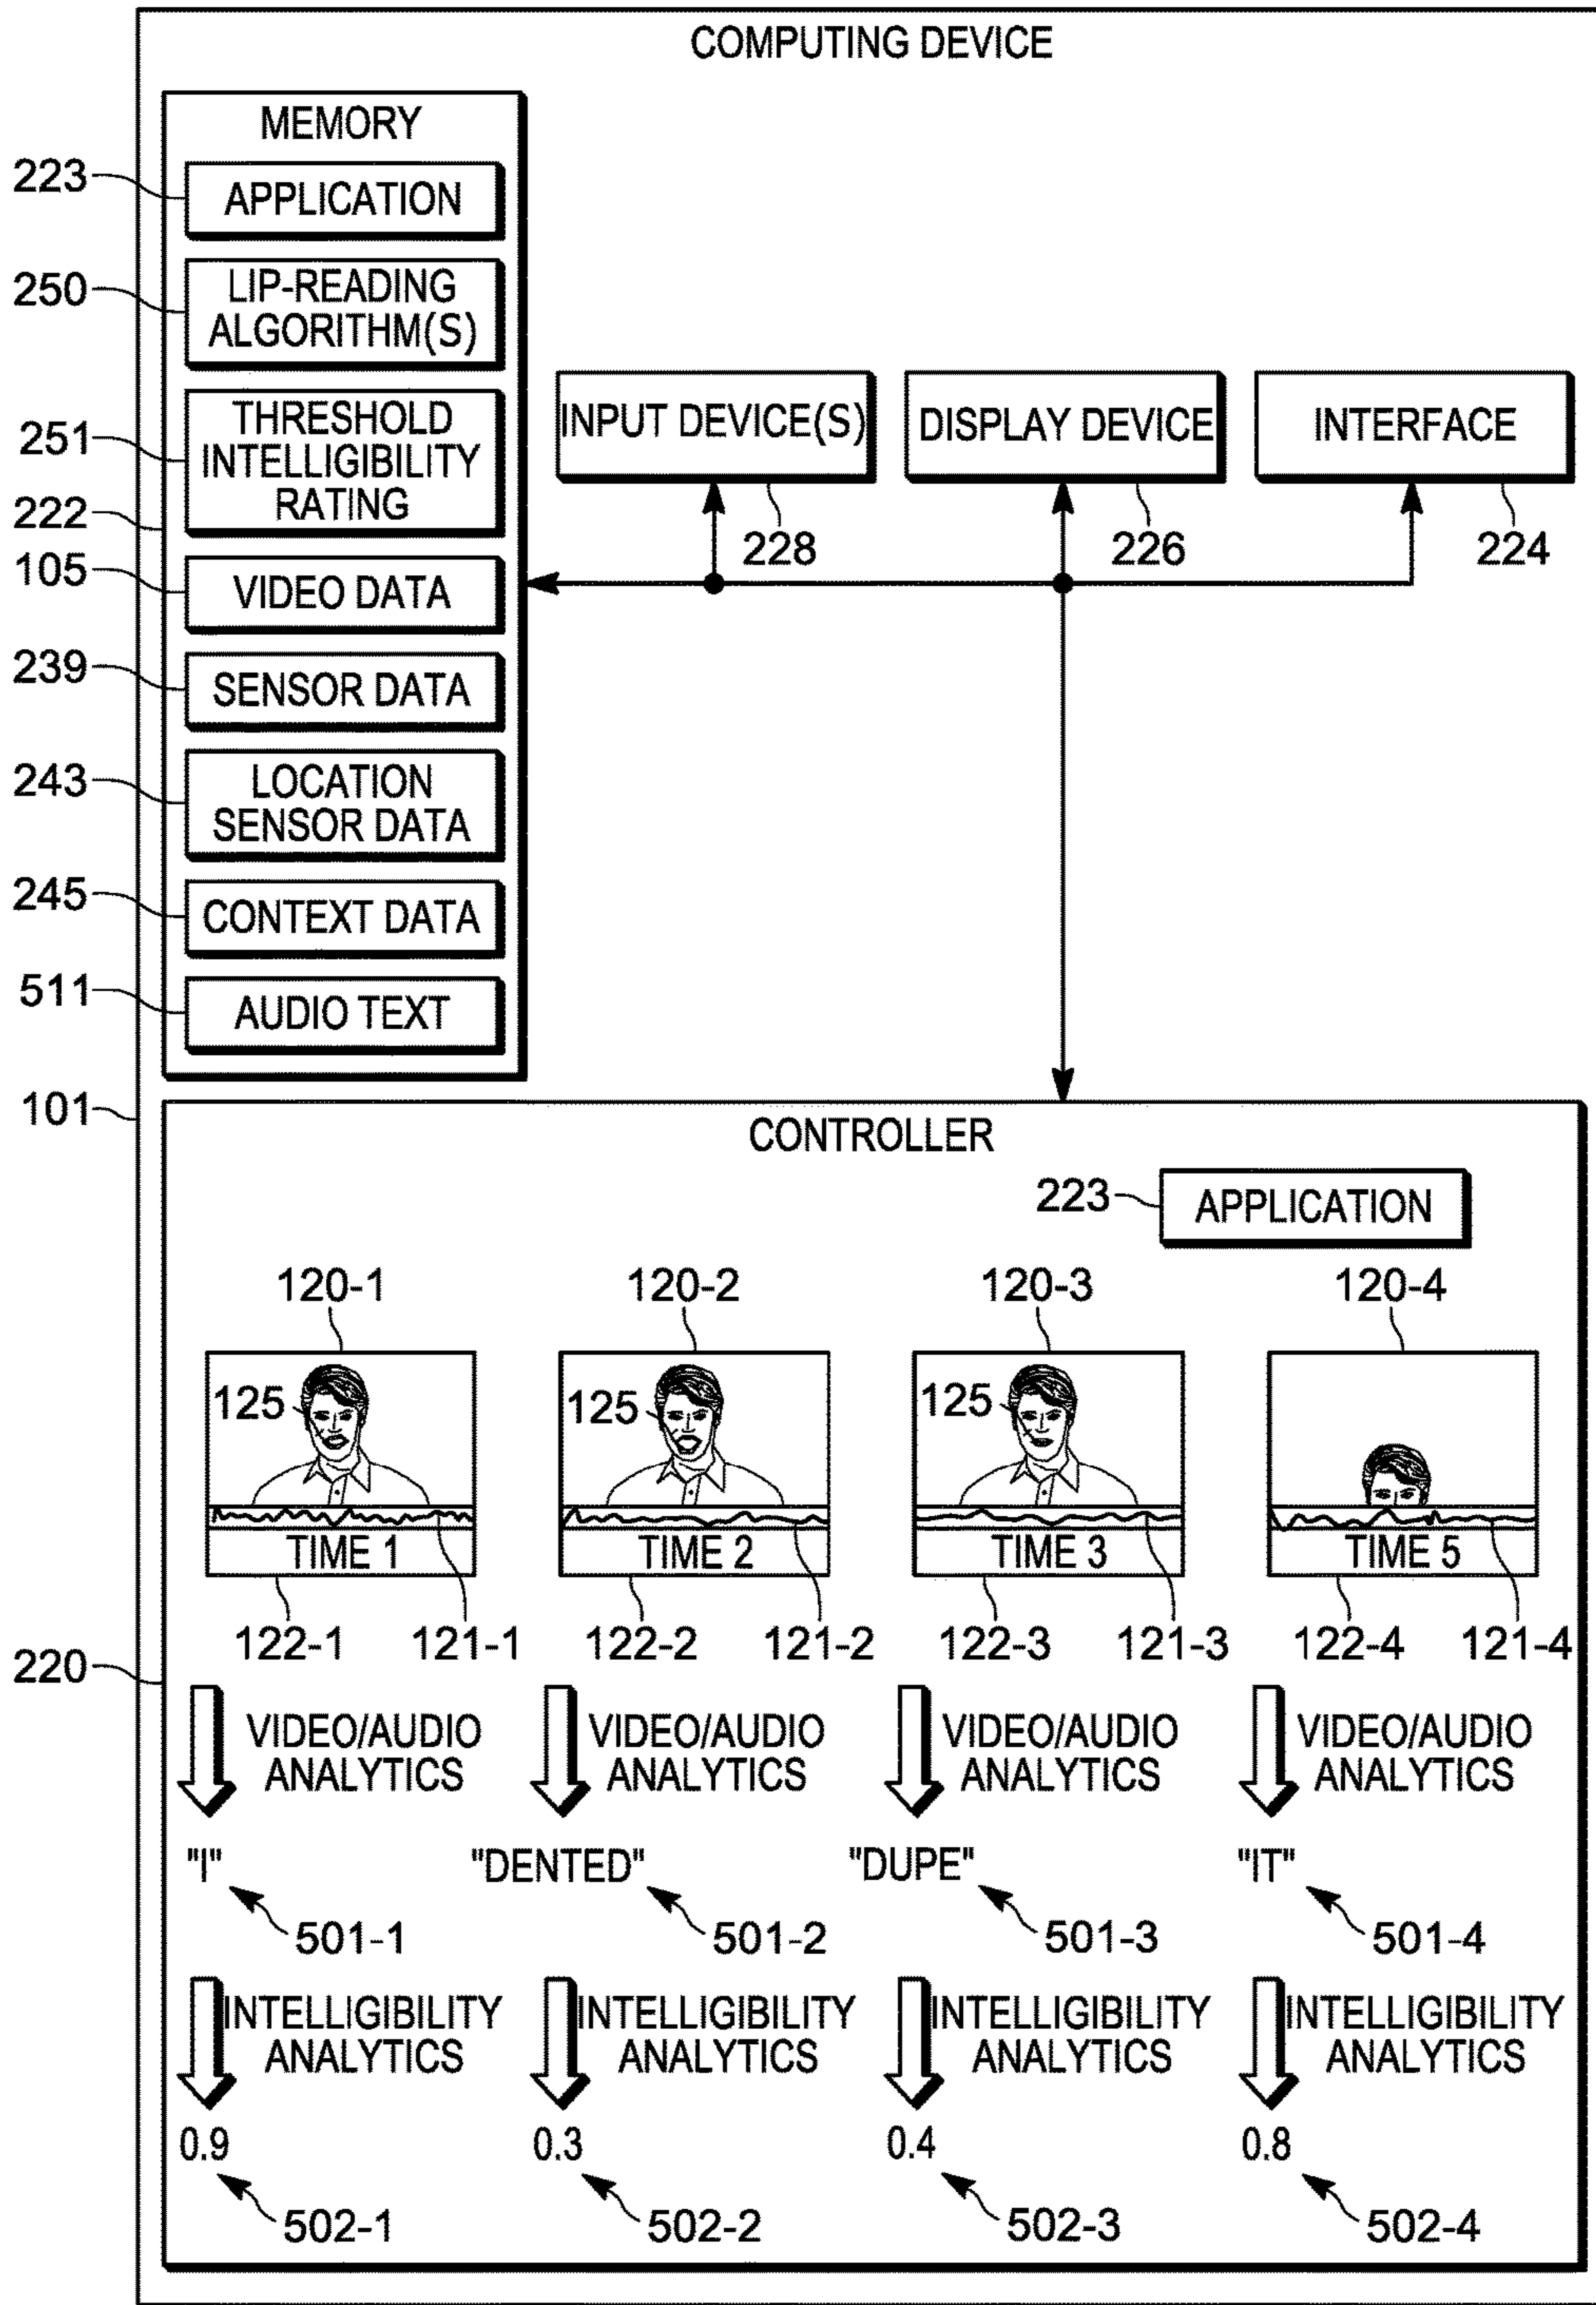 COMPUTING DEVICE
MEMORY
223
APPLICATION
250
LIP-READING
ALGORITHM(S)
251
THRESHOLD
INTELLIGIBILITY
RATING
222
105
VIDEO DATA
239
SENSOR DATA
243
LOCATION
SENSOR DATA
245
CONTEXT DATA
511
AUDIO TEXT
INPUT DEVICE(S)
DISPLAY DEVICE
INTERFACE
228
226
224
101
CONTROLLER
223
APPLICATION
120-1
120-2
120-3
120-4
125
125
125
TIME 1
TIME 2
TIME 3
TIME 5
122-1
121-1
122-2
121-2
122-3
121-3
122-4
121-4
220
VIDEO/AUDIO
ANALYTICS
VIDEO/AUDIO
ANALYTICS
VIDEO/AUDIO
ANALYTICS
VIDEO/AUDIO
ANALYTICS
"I"
"DENTED"
"DUPE"
"IT"
501-1
501-2
501-3
501-4
INTELLIGIBILITY
ANALYTICS
INTELLIGIBILITY
ANALYTICS
INTELLIGIBILITY
ANALYTICS
INTELLIGIBILITY
ANALYTICS
0.9
0.3
0.4
0.8
502-1
502-2
502-3
502-4